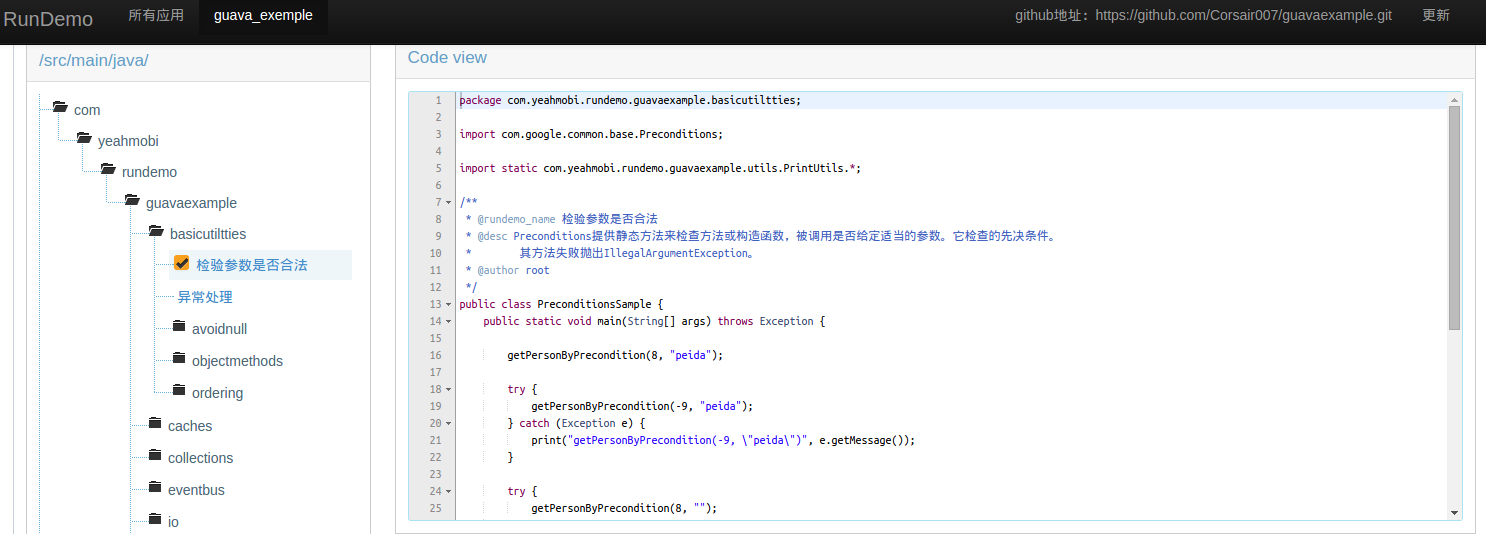 RunDemo 所有应用 guava_exemple github地址：https://github.com/Corsair007/guavaexample.git 更新
/src/main/java/
com
yeahmobi
rundemo
guavaexample
basicutiltties
检验参数是否合法
异常处理
avoidnull
objectmethods
ordering
caches
collections
eventbus
io
Code view
1 package com.yeahmobi.rundemo.guavaexample.basicutiltties;
2
3 import com.google.common.base.Preconditions;
4
5 import static com.yeahmobi.rundemo.guavaexample.utils.PrintUtils.*;
6
7 /**
8 * @rundemo_name 检验参数是否合法
9 * @desc Preconditions提供静态方法来检查方法或构造函数，被调用是否给定适当的参数。它检查的先决条件。
10 * 其方法失败抛出IllegalArgumentException。
11 * @author root
12 */
13 public class PreconditionsSample {
14 public static void main(String[] args) throws Exception {
15
16 getPersonByPrecondition(8, "peida");
17
18 try {
19 getPersonByPrecondition(-9, "peida");
20 } catch (Exception e) {
21 print("getPersonByPrecondition(-9, \"peida\")", e.getMessage());
22 }
23
24 try {
25 getPersonByPrecondition(8, "");